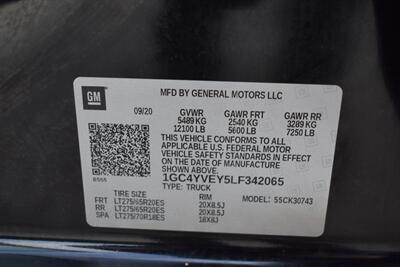 GM
MFD BY GENERAL MOTORS LLC
09/20 GVWR GAWR FRT GAWR RR
5489 KG 2540 KG 3289 KG
12100 LB 5600 LB 7250 LB
THIS VEHICLE CONFORMS TO ALL
APPLICABLE U.S. FEDERAL MOTOR
VEHICLE SAFETY STANDARDS IN
EFFECT ON THE DATE OF
MANUFACTURE SHOWN ABOVE.
1GC4YVEY5LF342065
TYPE: TRUCK
MODEL: 55CK30743
TIRE SIZE RIM
FRT LT275/65R20ES 20X8.5J
RR LT275/65R20ES 20X8.5J
SPA LT275/70R18ES 18X8J